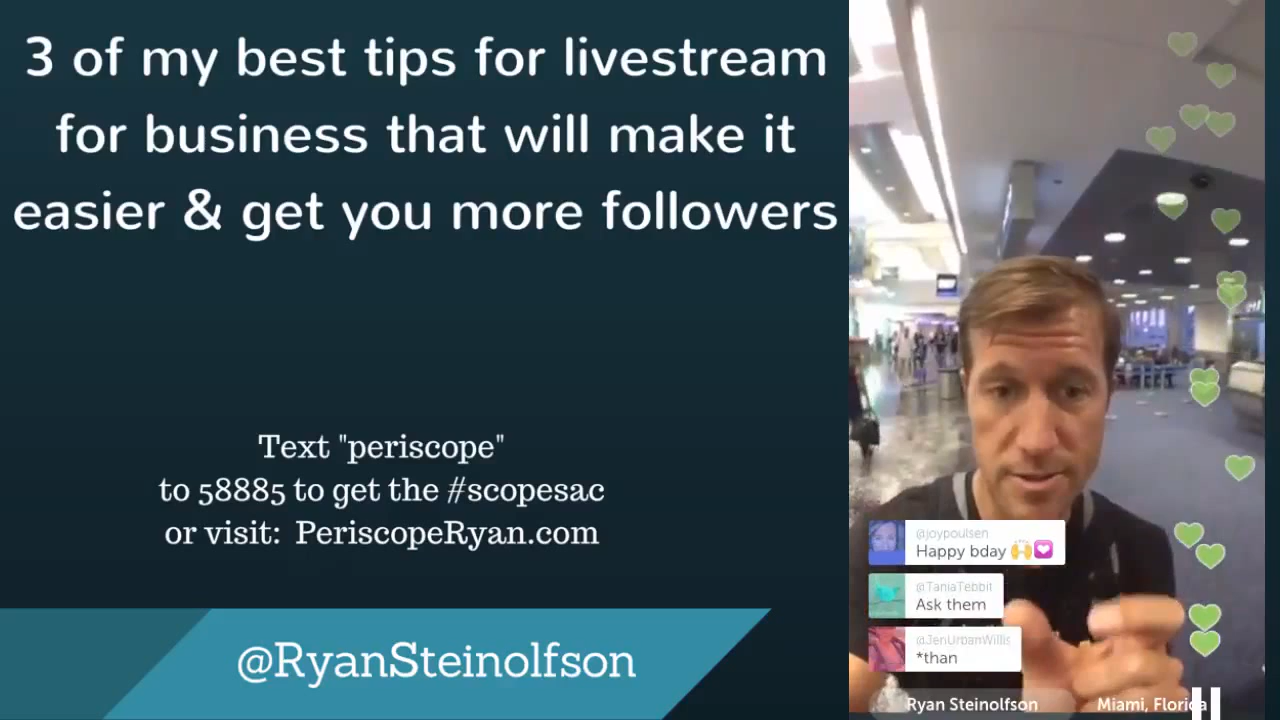 3 of my best tips for livestream
for business that will make it
easier & get you more followers
Text "periscope"
to 58885 to get the #scopesac
or visit: PeriscopeRyan.com
@RyanSteinolfson
@joypoulsen
Happy bday 🙌💟
@TaniaTebbit
Ask them
@JenUrbanWillis
*than
Ryan Steinolfson
Miami, Florida